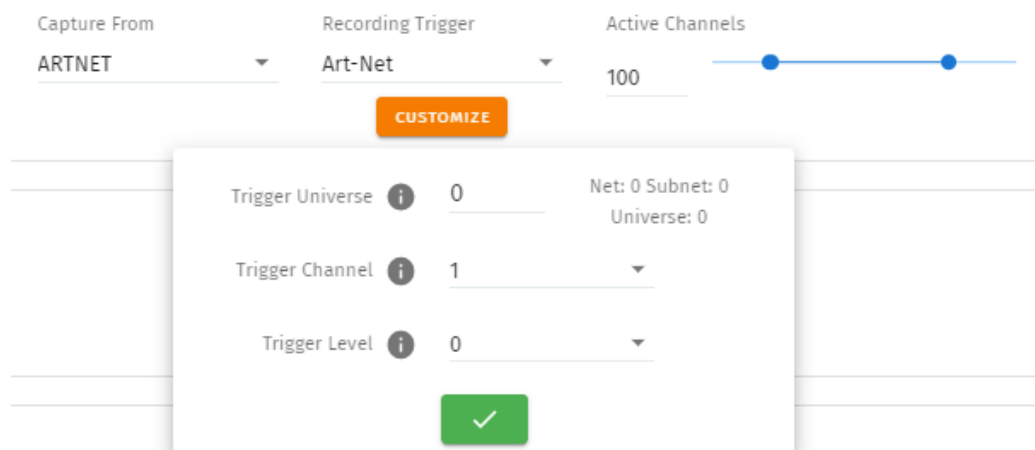 Capture From
Recording Trigger
Active Channels
ARTNET
Art-Net
100
CUSTOMIZE
Trigger Universe
0
Net: 0 Subnet: 0
Universe: 0
Trigger Channel
1
Trigger Level
0